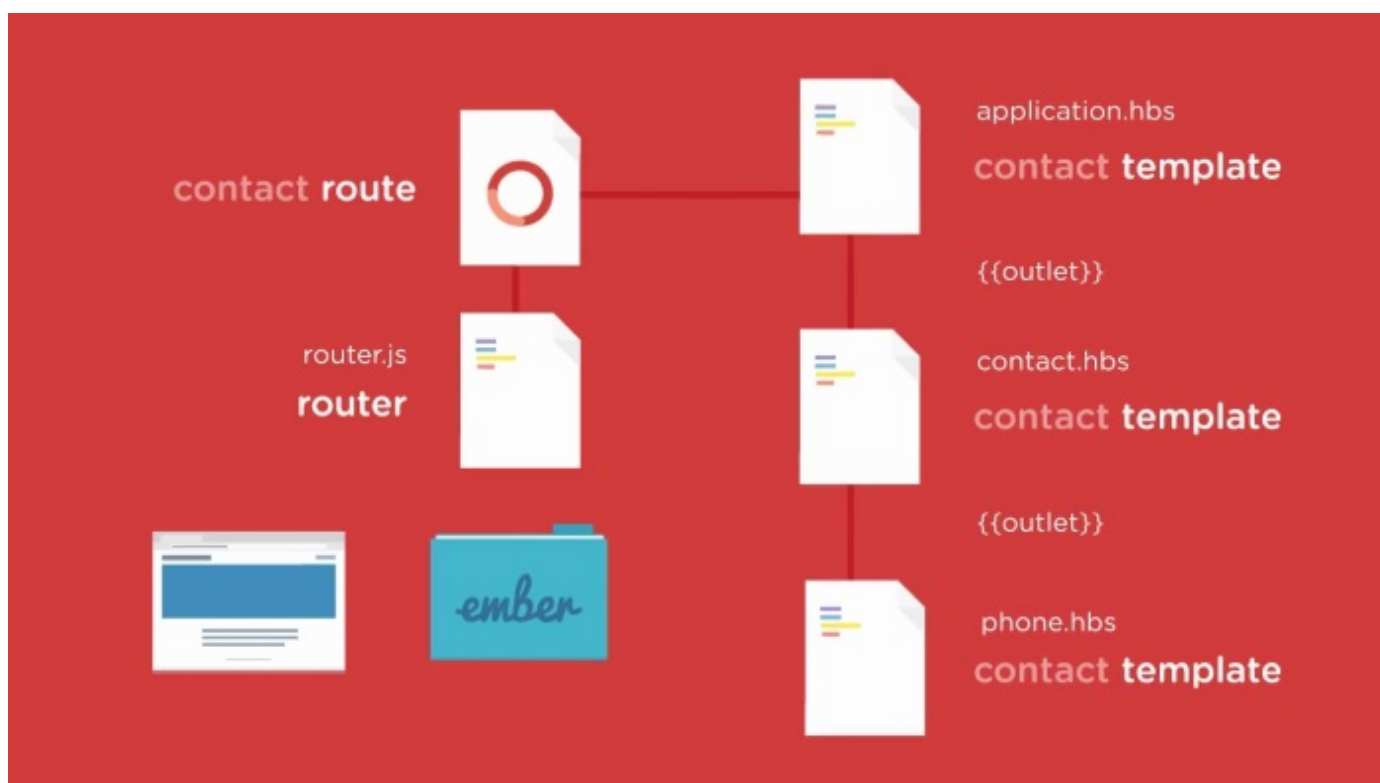 contact route
router.js
router
ember
application.hbs
contact template
{{outlet}}
contact.hbs
contact template
{{outlet}}
phone.hbs
contact template